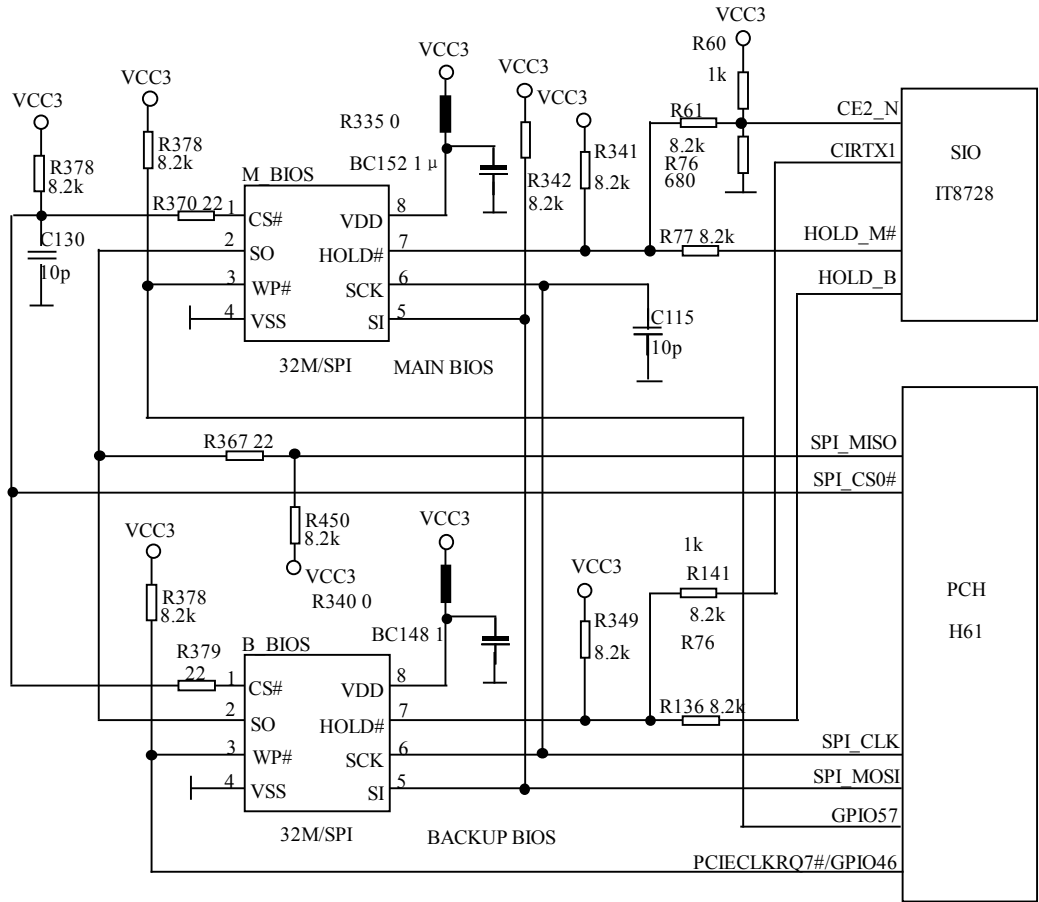 VCC3
R60
1k
VCC3
VCC3
VCC3
VCC3
VCC3
R335 0
R61
CE2_N
8.2k
R76
680
CIRTX1
SIO
IT8728
R378
8.2k
R378
8.2k
BC152 1 μ
R342
8.2k
R341
8.2k
M_BIOS
R370 22
1
CS#
VDD
8
C130
10p
2
SO
HOLD#
7
R77 8.2k
HOLD_M#
3
WP#
SCK
6
HOLD_B
4
VSS
SI
5
C115
10p
32M/SPI
MAIN BIOS
R367 22
SPI_MISO
SPI_CS0#
R450
8.2k
VCC3
VCC3
VCC3
R340 0
VCC3
1k
R141
8.2k
R76
PCH
H61
R378
8.2k
R349
8.2k
B_BIOS
BC148 1
R379
22
1
CS#
VDD
8
2
SO
HOLD#
7
R136 8.2k
3
WP#
SCK
6
SPI_CLK
4
VSS
SI
5
SPI_MOSI
GPIO57
32M/SPI
BACKUP BIOS
PCIECLKRQ7#/GPIO46